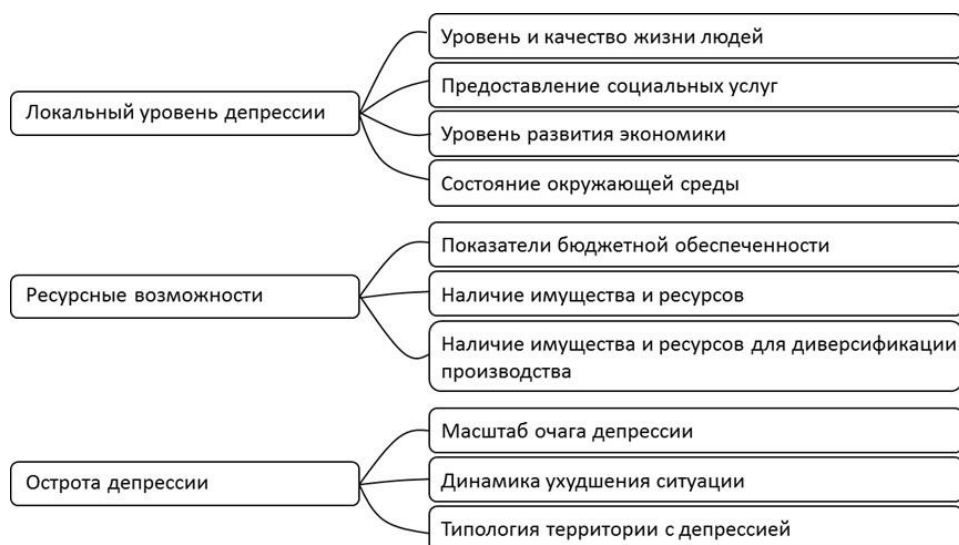 Локальный уровень депрессии
Уровень и качество жизни людей
Предоставление социальных услуг
Уровень развития экономики
Состояние окружающей среды
Ресурсные возможности
Показатели бюджетной обеспеченности
Наличие имущества и ресурсов
Наличие имущества и ресурсов для диверсификации
производства
Острота депрессии
Масштаб очага депрессии
Динамика ухудшения ситуации
Типология территории с депрессией